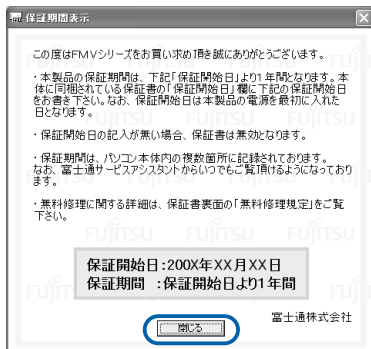 保証期間表示
この度はFMVシリーズをお買い求め頂き誠にありがとうございます。
・本製品の保証期間は、下記「保証開始日」より1年間となります。本
体に同梱されている保証書の「保証開始日」欄に下記の保証開始日
をお書き下さい。なお、保証開始日は本製品の電源を最初に入れた
日となります。
・保証開始日の記入が無い場合、保証書は無効となります。
・保証期間は、パソコン本体内の複数箇所に記録されております。
なお、富士通サービスアシスタントからいつでもご覧頂けるようになっており
ます。
・無料修理に関する詳細は、保証書裏面の「無料修理規定」をご覧
下さい。
保証開始日:200X年XX月XX日
保証期間 :保証開始日より1年間
富士通株式会社
閉じる